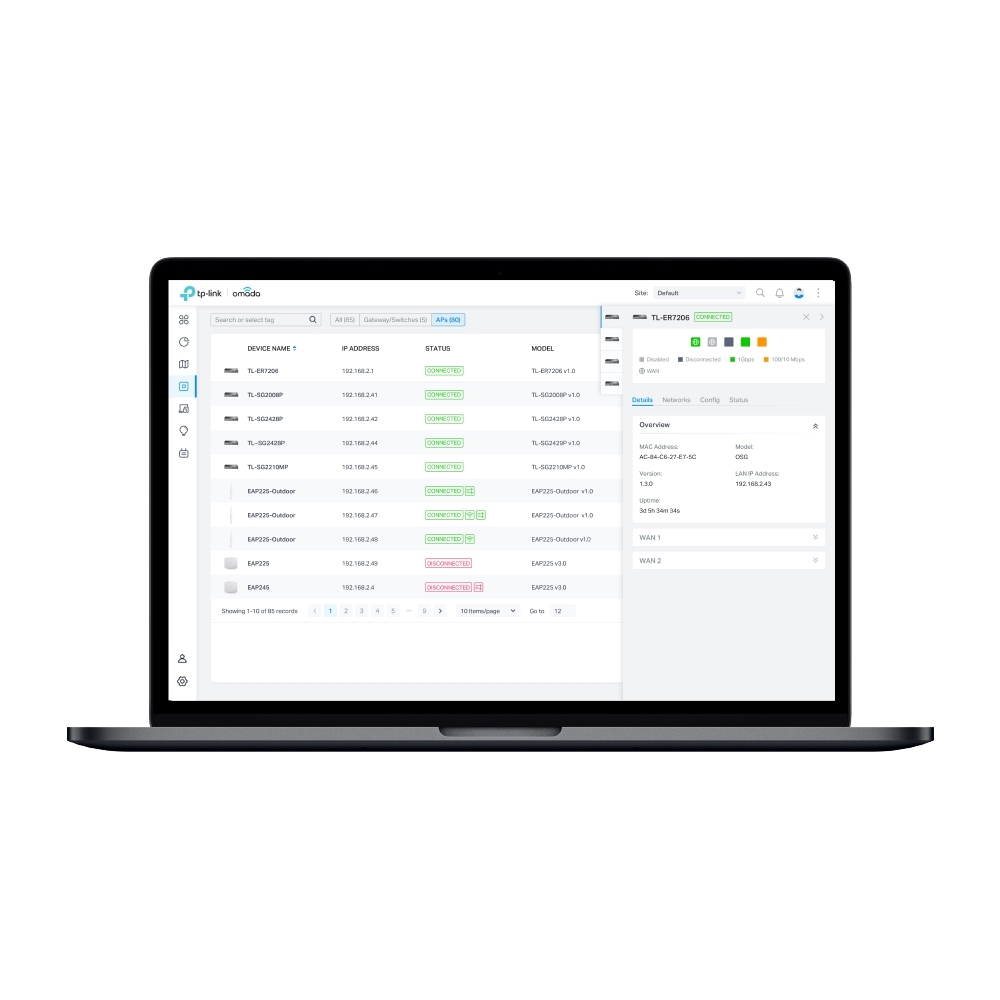 tp-link omada Site: Default
Search or select tag All (85) Gateway/Switches (5) APs (80)
DEVICE NAME IP ADDRESS STATUS MODEL
TL-ER7206 192.168.2.1 CONNECTED TL-ER7206 v1.0
TL-SG2008P 192.168.2.41 CONNECTED TL-SG2008P v1.0
TL-SG2428P 192.168.2.42 CONNECTED TL-SG2428P v1.0
TL-SG2428P 192.168.2.44 CONNECTED TL-SG2429P v1.0
TL-SG2210MP 192.168.2.45 CONNECTED TL-SG2210MP v1.0
EAP225-Outdoor 192.168.2.46 CONNECTED EAP225-Outdoor v1.0
EAP225-Outdoor 192.168.2.47 CONNECTED EAP225-Outdoor v1.0
EAP225-Outdoor 192.168.2.48 CONNECTED EAP225-Outdoor v1.0
EAP225 192.168.2.49 DISCONNECTED EAP225 v3.0
EAP245 192.168.2.4 DISCONNECTED EAP225 v3.0
Showing 1-10 of 85 records < 1 2 3 4 5 ... 9 > 10 Items/page Go to 12
TL-ER7206 CONNECTED
Disabled Disconnected 1Gbps 100/10 Mbps
WAN
Details Networks Config Status
Overview
MAC Address: Model:
AC-84-C6-27-E7-5C OSG
Version: LAN IP Address:
1.3.0 192.168.2.43
Uptime:
3d 5h 34m 34s
WAN 1
WAN 2